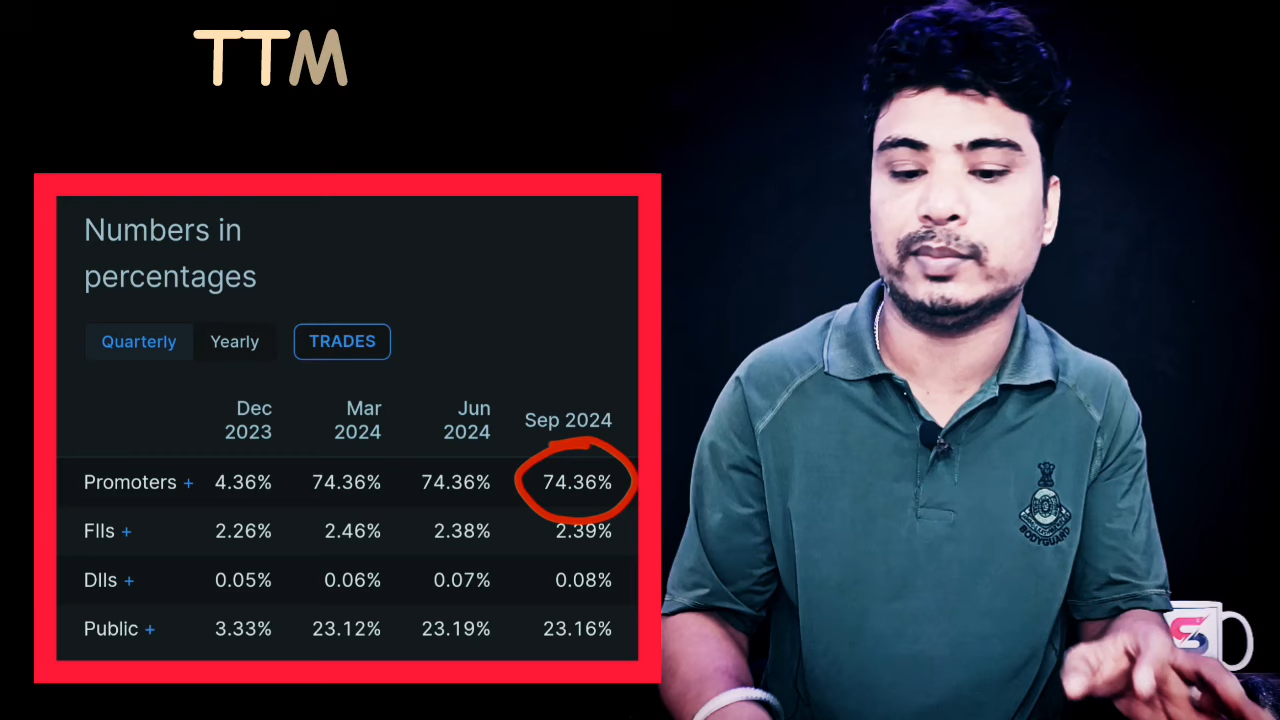 TTM
Numbers in
percentages
Quarterly Yearly TRADES
Dec 2023 Mar 2024 Jun 2024 Sep 2024
Promoters + 4.36% 74.36% 74.36% 74.36%
FIIs + 2.26% 2.46% 2.38% 2.39%
DIIs + 0.05% 0.06% 0.07% 0.08%
Public + 3.33% 23.12% 23.19% 23.16%
BODYGUARD